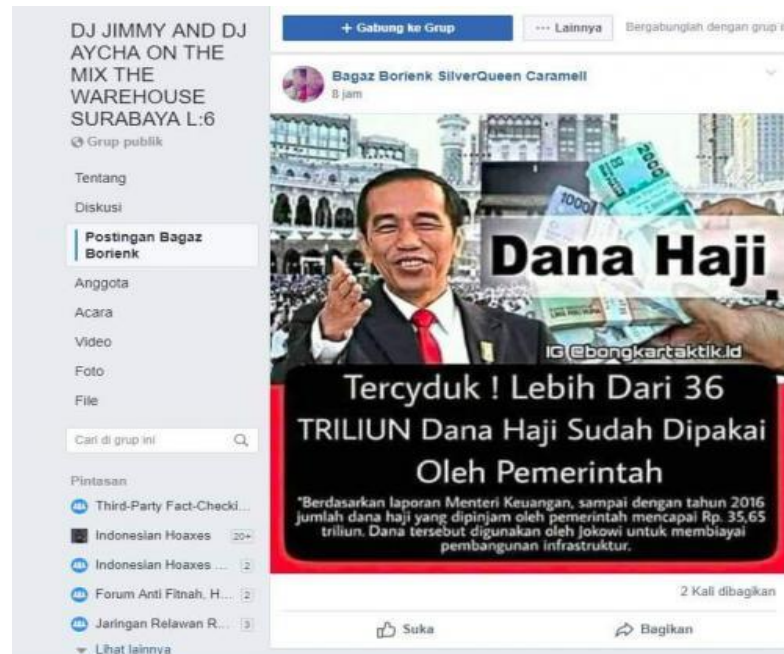 DJ JIMMY AND DJ
AYCHA ON THE
MIX THE
WAREHOUSE
SURABAYA L:6
Grup publik
Tentang
Diskusi
Postingan Bagaz
Borienk
Anggota
Acara
Video
Foto
File
Cari di grup ini
Pintasan
Third-Party Fact-Checki...
Indonesian Hoaxes 20+
Indonesian Hoaxes ... 2
Forum Anti Fitnah, H... 2
Jaringan Relawan R... 3
Lihat lainnya
+ Gabung ke Grup
··· Lainnya
Bergabunglah dengan grup
Bagaz Borienk SilverQueen Caramell
8 jam
2000
1000
Dana Haji
IG @bongkartaktik.id
Tercyduk ! Lebih Dari 36
TRILIUN Dana Haji Sudah Dipakai
Oleh Pemerintah
"Berdasarkan laporan Menteri Keuangan, sampai dengan tahun 2016
jumlah dana haji yang dipinjam oleh pemerintah mencapai Rp. 35,65
triliun. Dana tersebut digunakan oleh Jokowi untuk membiayai
pembangunan infrastruktur.
2 Kali dibagikan
Suka
Bagikan